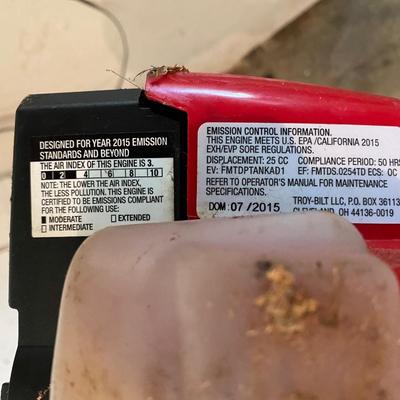 DESIGNED FOR YEAR 2015 EMISSION
STANDARDS AND BEYOND
THE AIR INDEX OF THIS ENGINE IS 3.
0 2 4 6 8 10
NOTE: THE LOWER THE AIR INDEX,
THE LESS POLLUTION. THIS ENGINE IS
CERTIFIED TO BE EMISSIONS COMPLIANT
FOR THE FOLLOWING USE:
MODERATE EXTENDED
INTERMEDIATE
EMISSION CONTROL INFORMATION.
THIS ENGINE MEETS U.S. EPA/CALIFORNIA 2015
EXH/EVP SORE REGULATIONS.
DISPLACEMENT: 25 CC COMPLIANCE PERIOD: 50 HRS
EV: FMTDPTANKAD1 EF: FMTDS.0254TD ECS: OC
REFER TO OPERATOR'S MANUAL FOR MAINTENANCE
SPECIFICATIONS.
TROY-BILT LLC, P.O. BOX 36113
DOM: 07/2015 CLEVELAND, OH 44136-0019